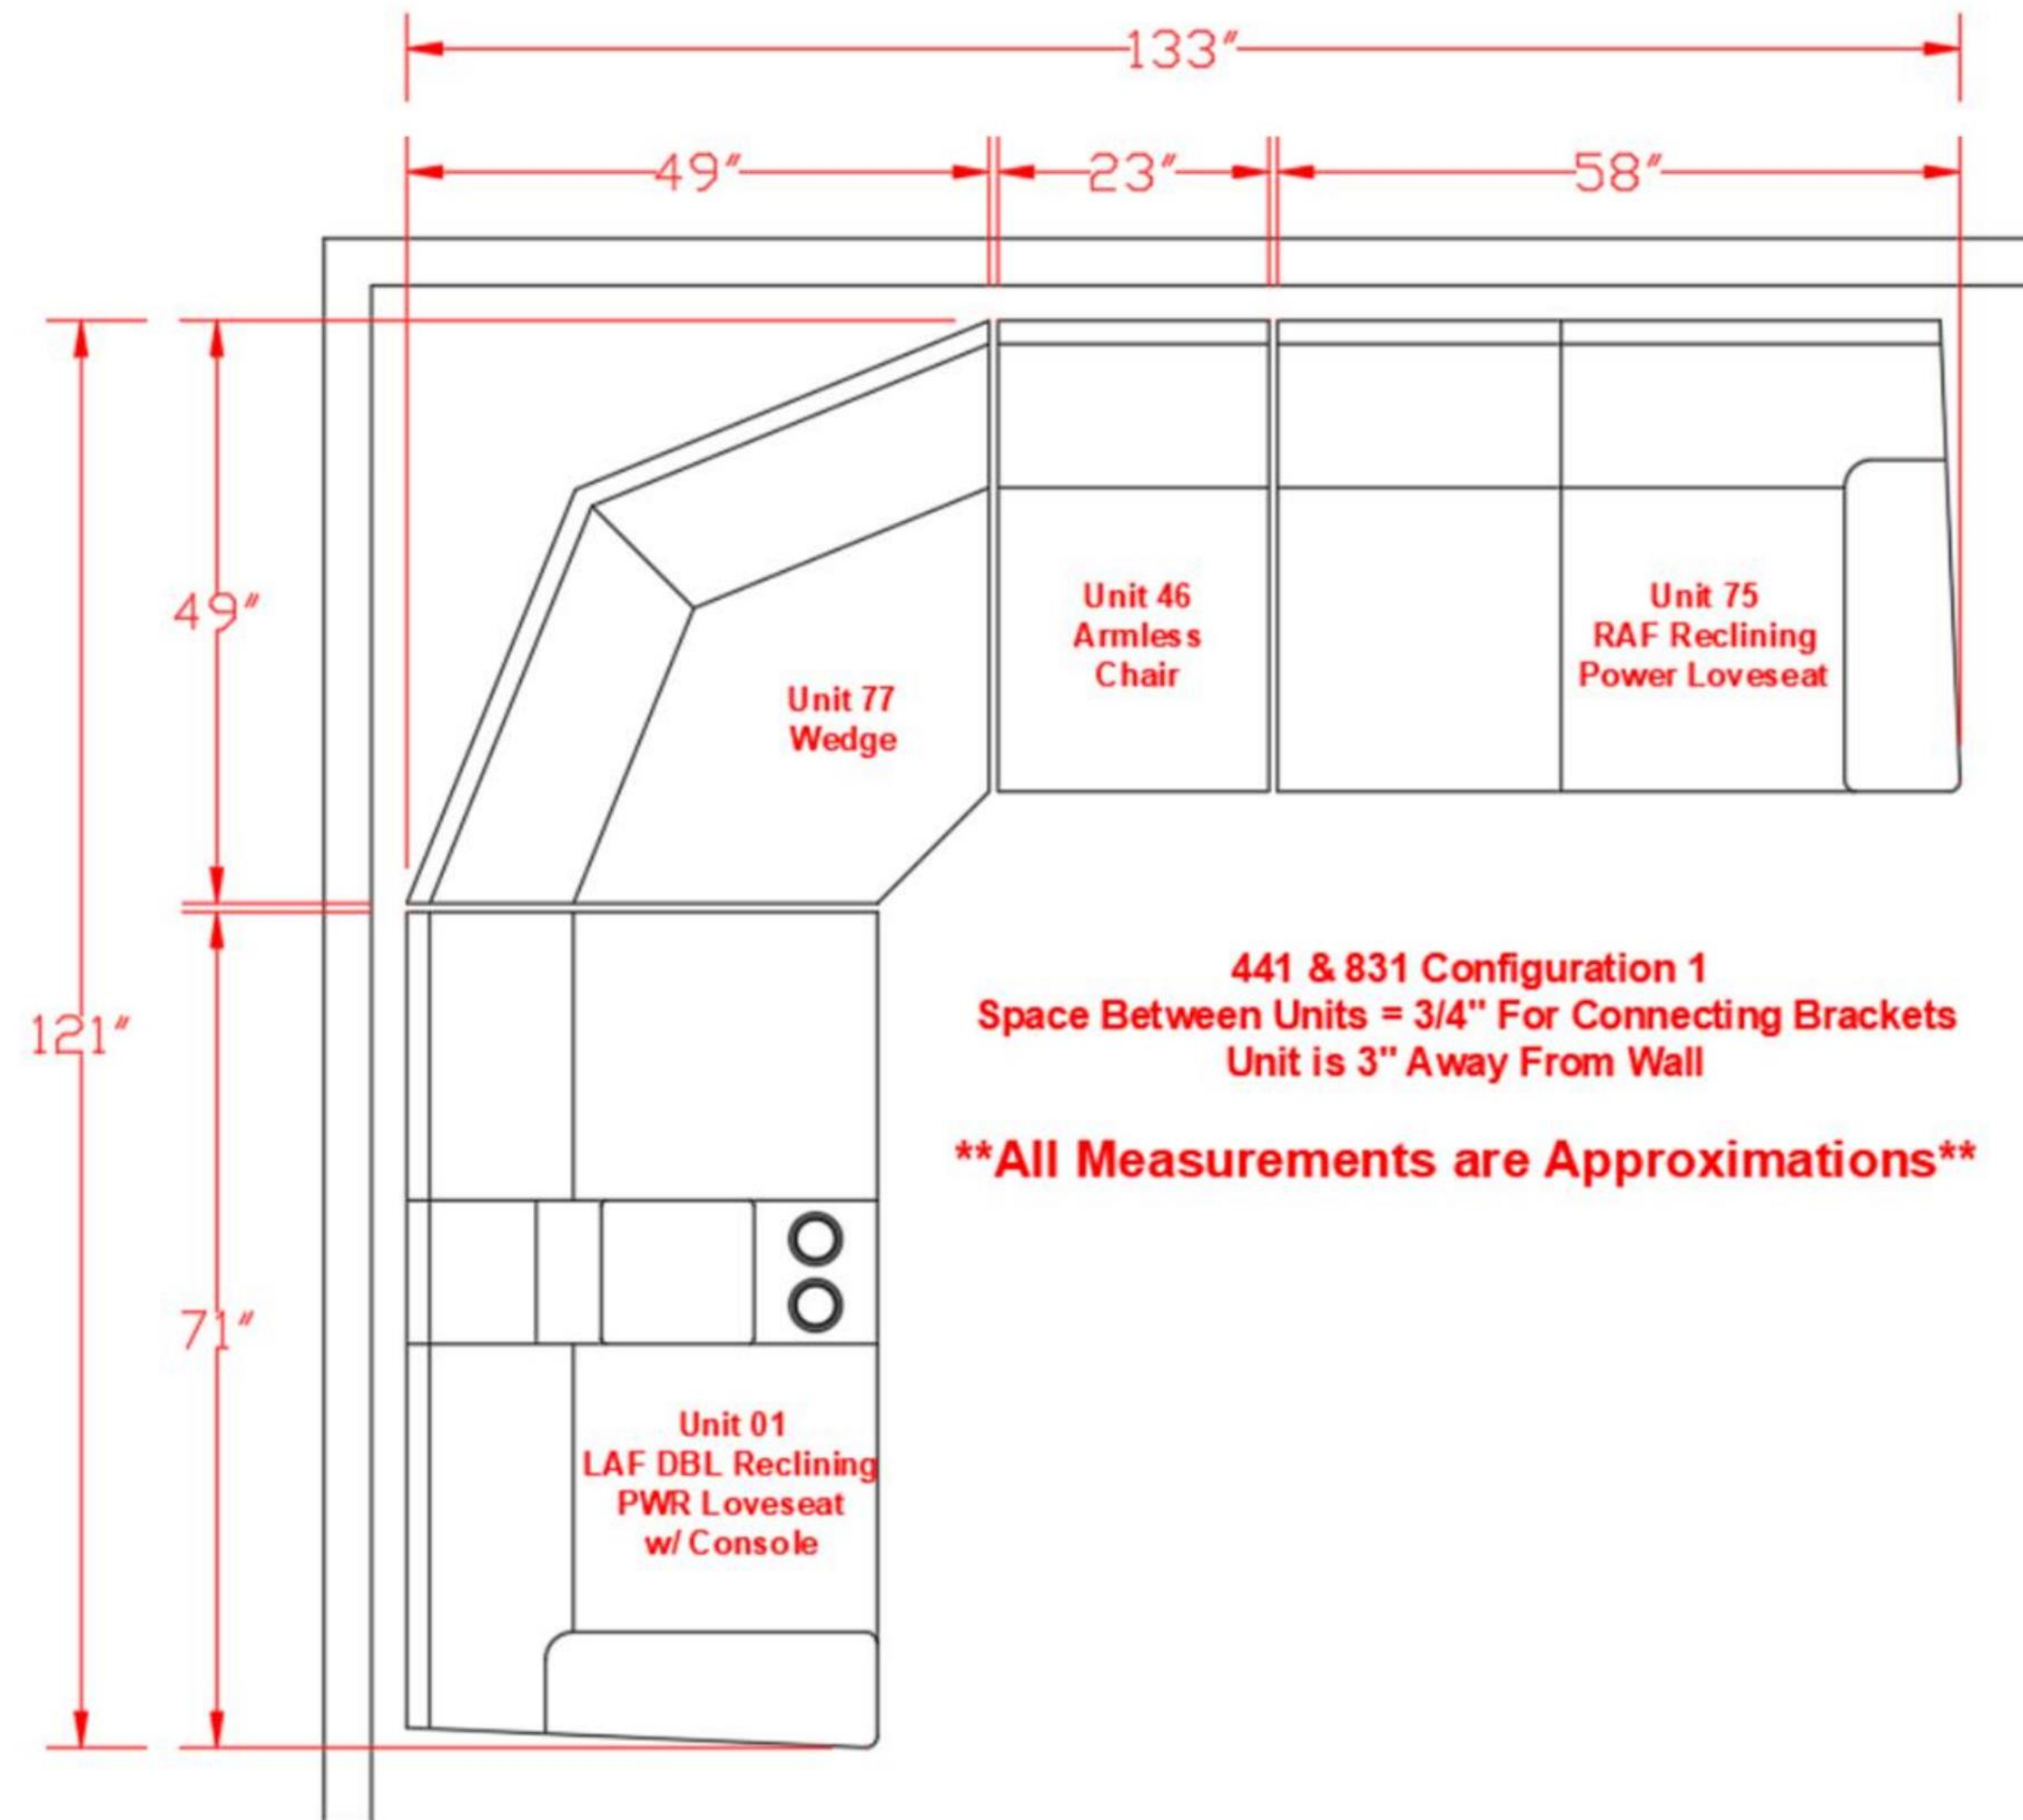 133"
49"
23"
58"
49"
Unit 46
Armless
Chair
Unit 75
RAF Reclining
Power Loveseat
Unit 77
Wedge
121"
71"
441 & 831 Configuration 1
Space Between Units = 3/4" For Connecting Brackets
Unit is 3" Away From Wall
**All Measurements are Approximations**
Unit 01
LAF DBL Reclining
PWR Loveseat
w/ Console